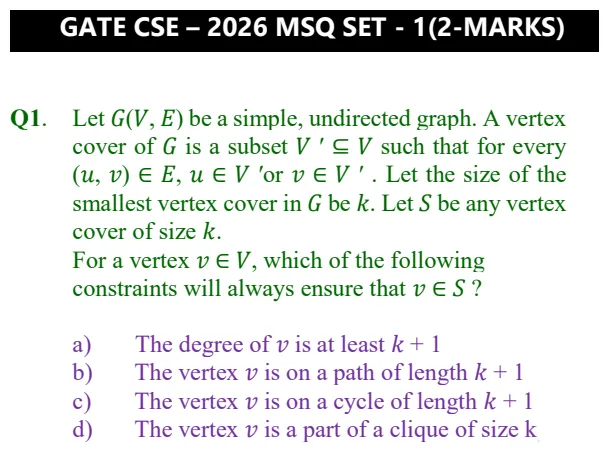 GATE CSE – 2026 MSQ SET - 1(2-MARKS)
Q1. Let G(V, E) be a simple, undirected graph. A vertex
cover of G is a subset V ' ⊆ V such that for every
(u, v) ∈ E, u ∈ V 'or v ∈ V ' . Let the size of the
smallest vertex cover in G be k. Let S be any vertex
cover of size k.
For a vertex v ∈ V, which of the following
constraints will always ensure that v ∈ S ?
a) The degree of v is at least k + 1
b) The vertex v is on a path of length k + 1
c) The vertex v is on a cycle of length k + 1
d) The vertex v is a part of a clique of size k